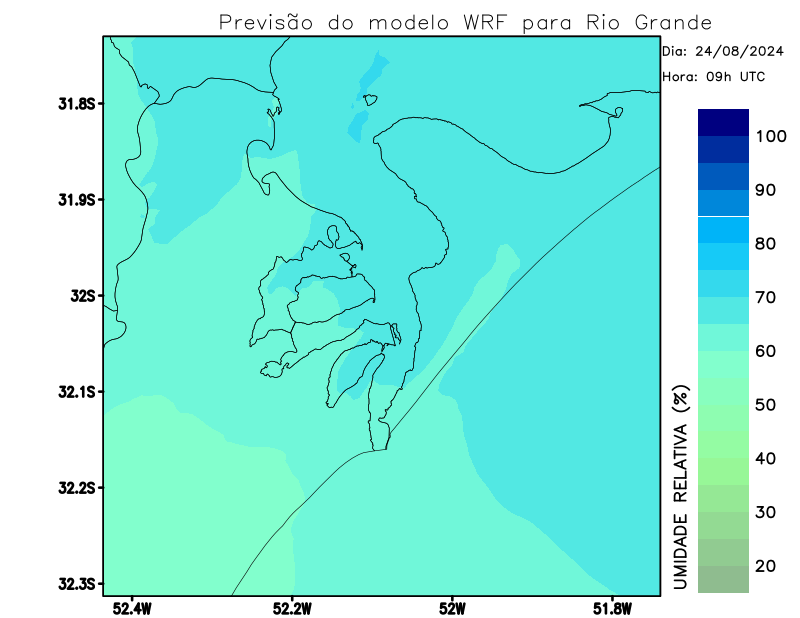 Previsão do modelo WRF para Rio Grande
Dia: 24/08/2024
Hora: 09h UTC
31.8S
31.9S
32S
32.1S
32.2S
32.3S
52.4W
52.2W
52W
51.8W
100
90
80
70
60
50
40
30
20
UMIDADE RELATIVA (%)